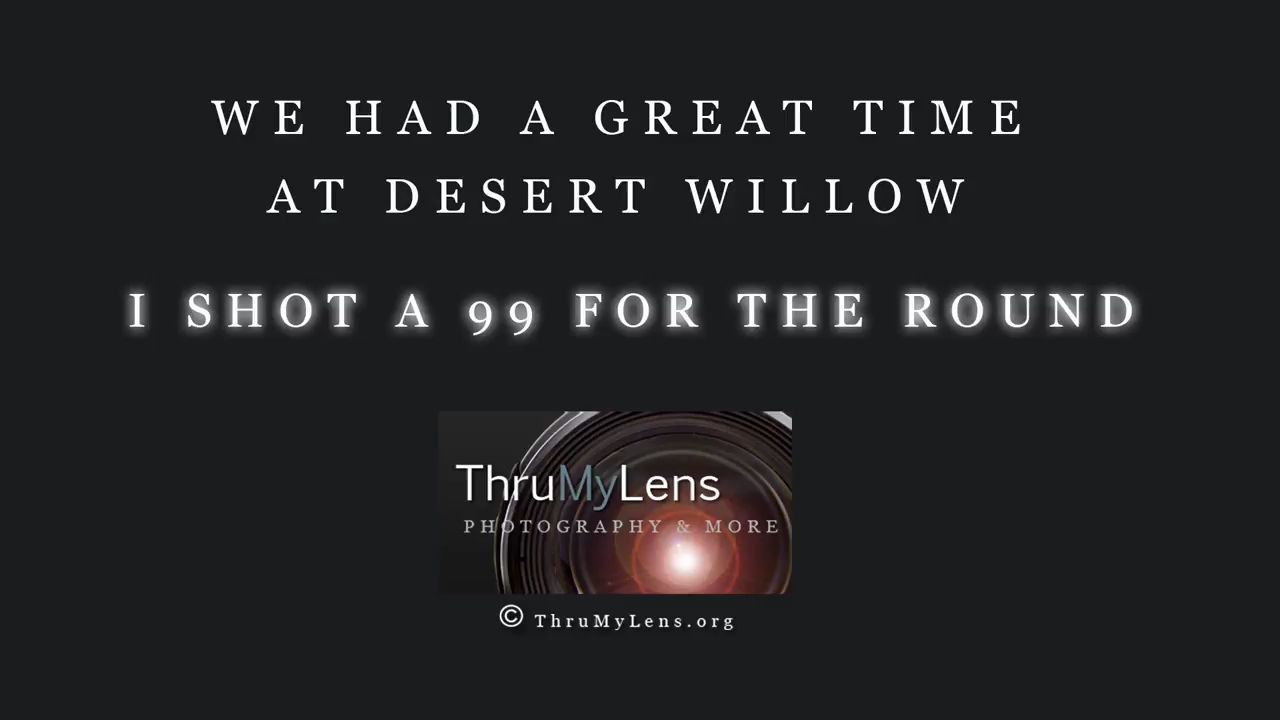 WE HAD A GREAT TIME
AT DESERT WILLOW
I SHOT A 99 FOR THE ROUND
ThruMyLens
PHOTOGRAPHY & MORE
© ThruMyLens.org